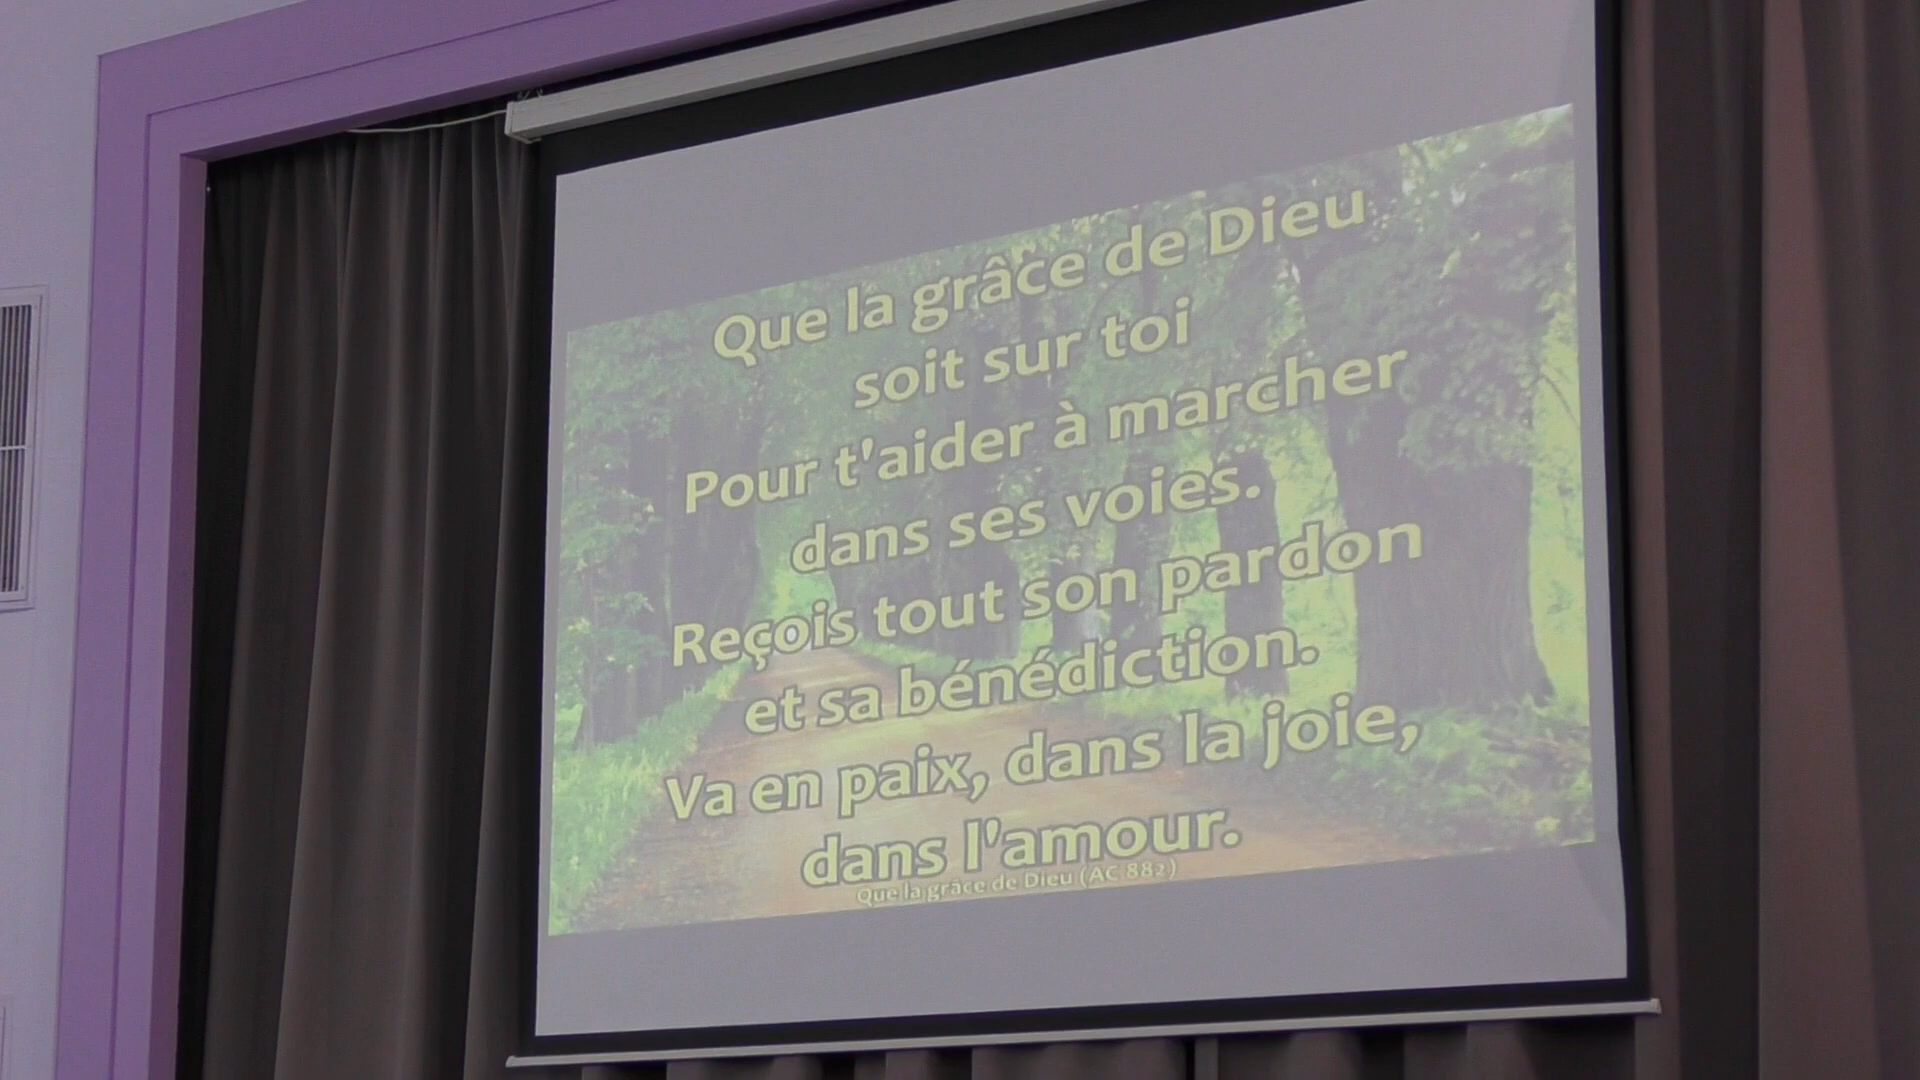 Que la grâce de Dieu
soit sur toi
Pour t'aider à marcher
dans ses voies.
Reçois tout son pardon
et sa bénédiction.
Va en paix, dans la joie,
dans l'amour.
Que la grâce de Dieu (AC 882)